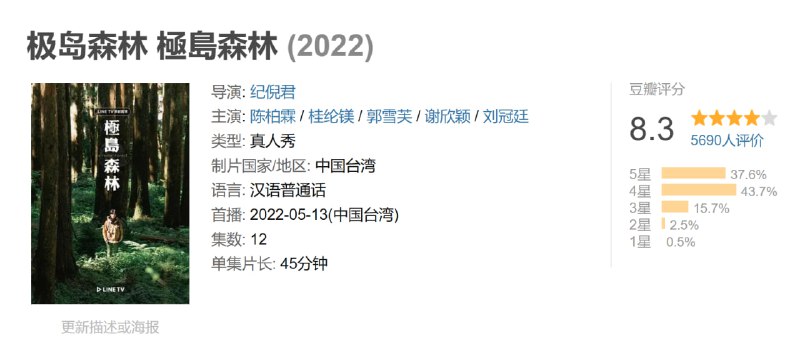 极岛森林 極島森林 (2022)
LINE TV
極島森林
LINE TV
更新描述或海报
导演: 纪倪君
主演: 陈柏霖 / 桂纶镁 / 郭雪芙 / 谢欣颖 / 刘冠廷
类型: 真人秀
制片国家/地区: 中国台湾
语言: 汉语普通话
首播: 2022-05-13(中国台湾)
集数: 12
单集片长: 45分钟
豆瓣评分
8.3
5690人评价
5星 37.6%
4星 43.7%
3星 15.7%
2星 2.5%
1星 0.5%